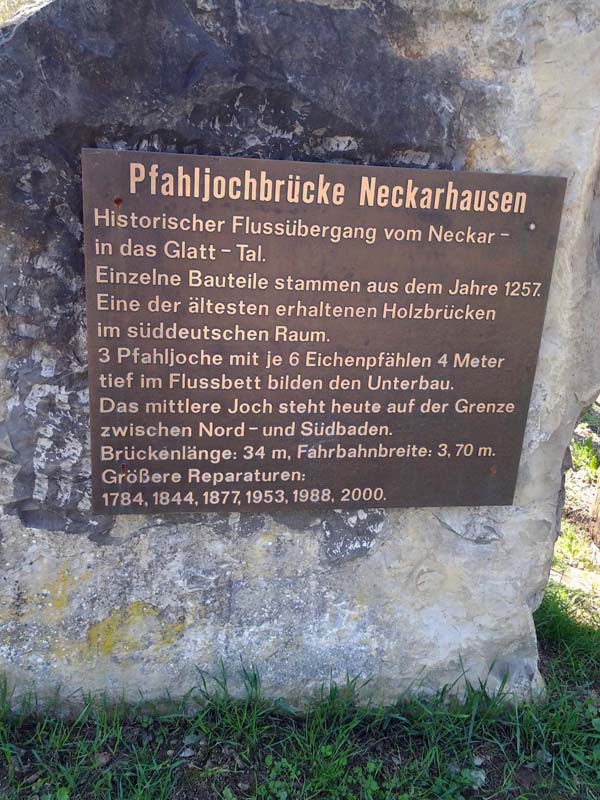 Pfahljochbrücke Neckarhausen
Historischer Flussübergang vom Neckar –
in das Glatt – Tal.
Einzelne Bauteile stammen aus dem Jahre 1257.
Eine der ältesten erhaltenen Holzbrücken
im süddeutschen Raum.
3 Pfahljoche mit je 6 Eichenpfählen 4 Meter
tief im Flussbett bilden den Unterbau.
Das mittlere Joch steht heute auf der Grenze
zwischen Nord – und Südbaden.
Brückenlänge: 34 m, Fahrbahnbreite: 3,70 m.
Größere Reparaturen:
1784, 1844, 1877, 1953, 1988, 2000.